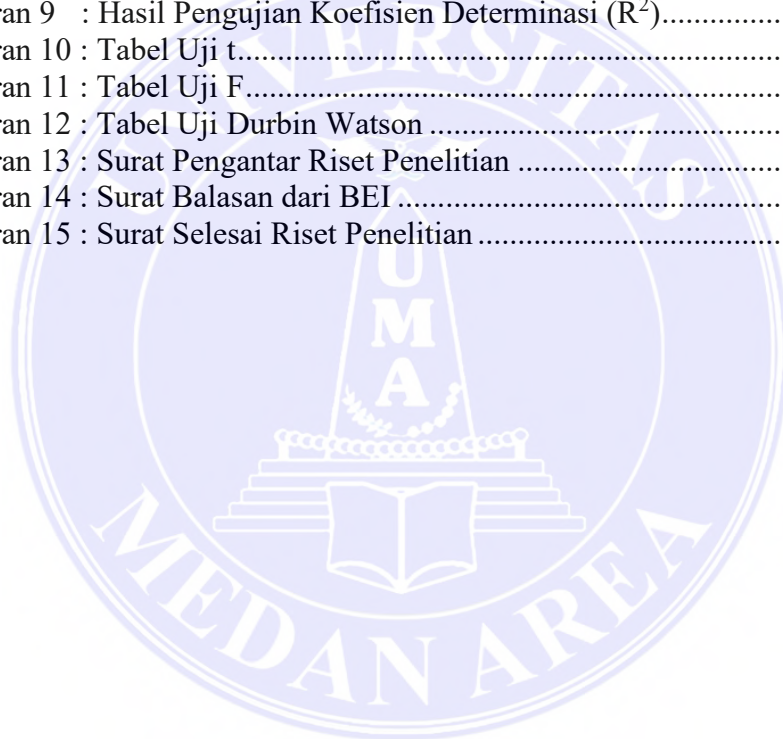 ran 9 : Hasil Pengujian Koefisien Determinasi (R²)...............
ran 10 : Tabel Uji t....................................................................
ran 11 : Tabel Uji F...................................................................
ran 12 : Tabel Uji Durbin Watson ............................................
ran 13 : Surat Pengantar Riset Penelitian .................................
ran 14 : Surat Balasan dari BEI ................................................
ran 15 : Surat Selesai Riset Penelitian ......................................
UNIVERSITAS
UMA
MEDAN AREA